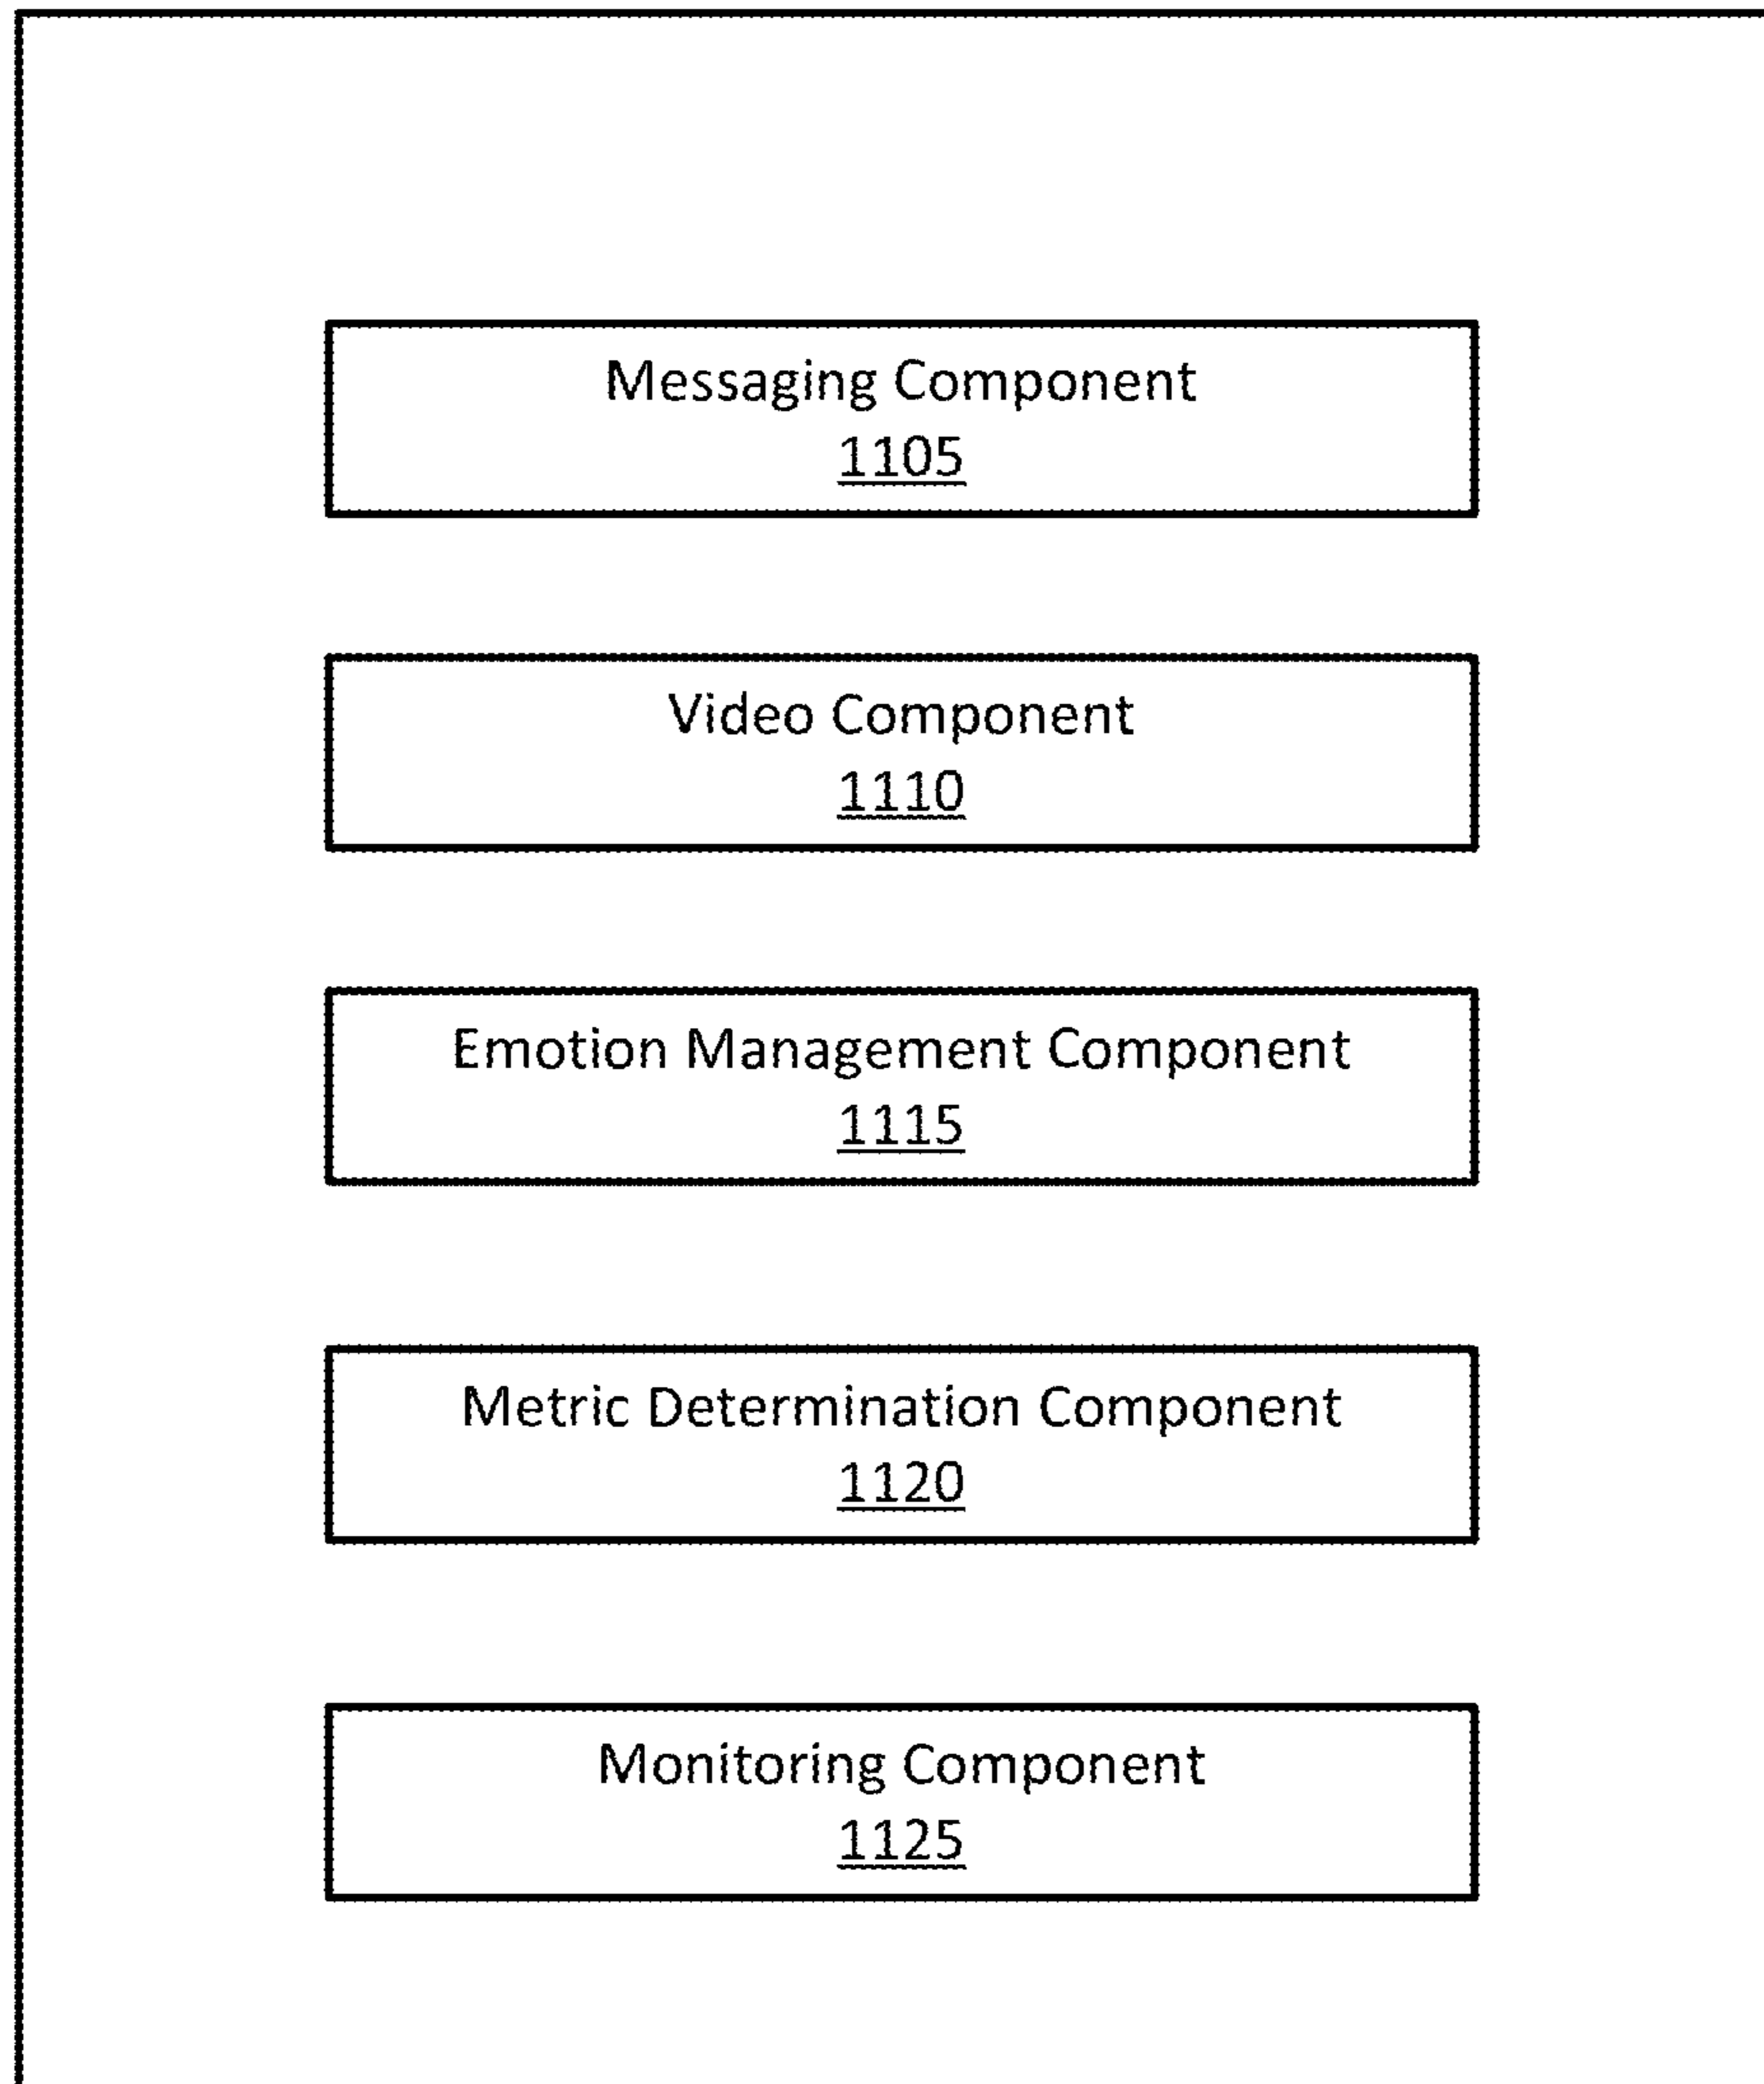 Messaging Component
1105
Video Component
1110
Emotion Management Component
1115
Metric Determination Component
1120
Monitoring Component
1125